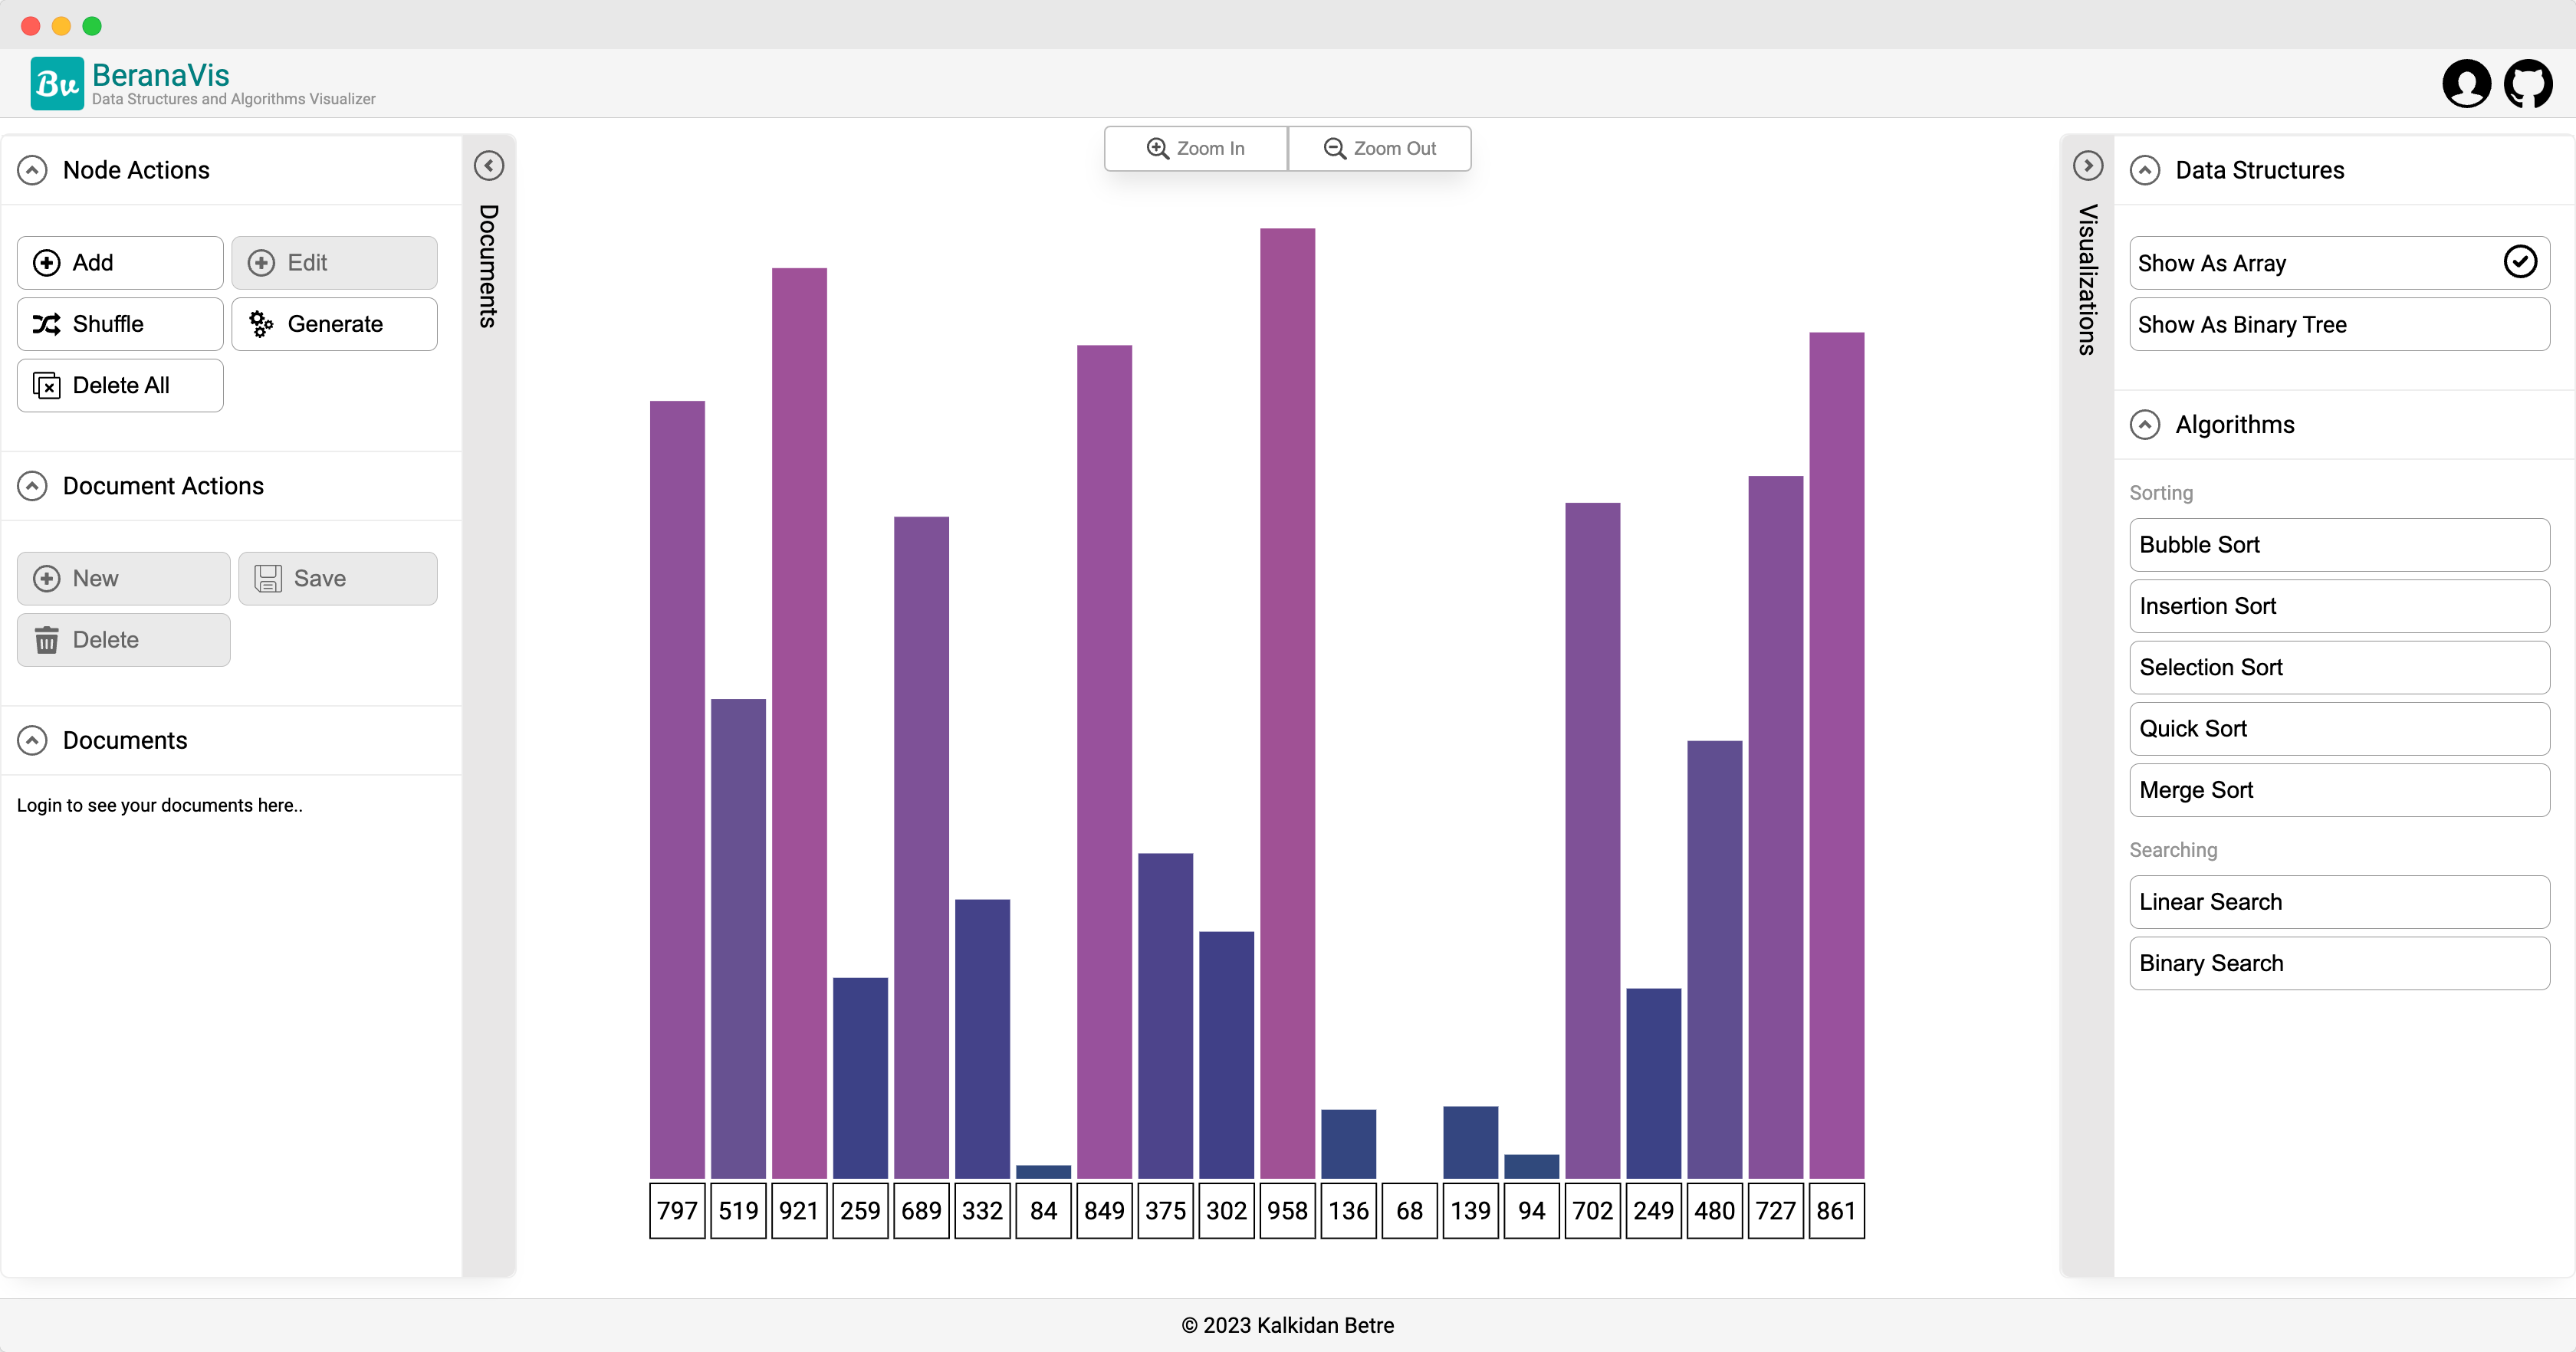 Bv BeranaVis
Data Structures and Algorithms Visualizer
Node Actions
Add
Edit
Shuffle
Generate
Delete All
Document Actions
New
Save
Delete
Documents
Login to see your documents here..
Documents
Zoom In
Zoom Out
797 519 921 259 689 332 84 849 375 302 958 136 68 139 94 702 249 480 727 861
Visualizations
Data Structures
Show As Array
Show As Binary Tree
Algorithms
Sorting
Bubble Sort
Insertion Sort
Selection Sort
Quick Sort
Merge Sort
Searching
Linear Search
Binary Search
© 2023 Kalkidan Betre